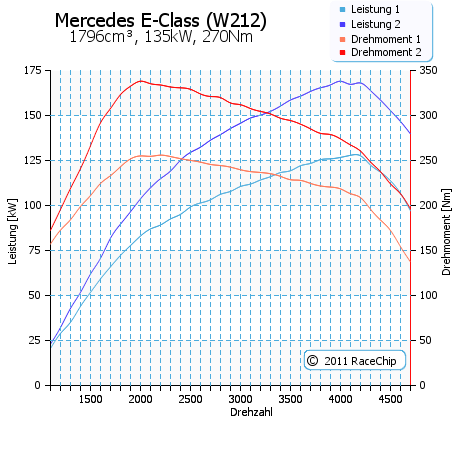 Mercedes E-Class (W212)
1796cm³, 135kW, 270Nm
Leistung 1
Leistung 2
Drehmoment 1
Drehmoment 2
175
150
125
100
75
50
25
0
Leistung [kW]
350
300
250
200
150
100
50
0
Drehmoment [Nm]
1500
2000
2500
3000
3500
4000
4500
Drehzahl
© 2011 RaceChip